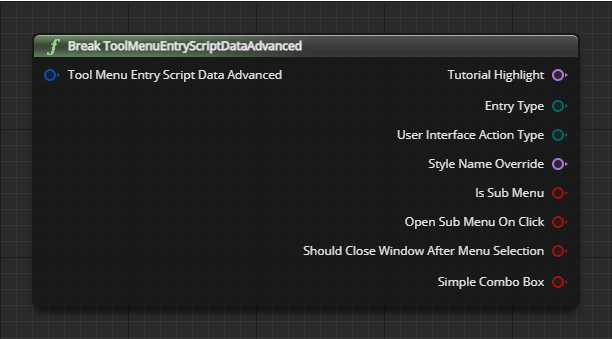 f Break ToolMenuEntryScriptDataAdvanced
Tool Menu Entry Script Data Advanced
Tutorial Highlight
Entry Type
User Interface Action Type
Style Name Override
Is Sub Menu
Open Sub Menu On Click
Should Close Window After Menu Selection
Simple Combo Box